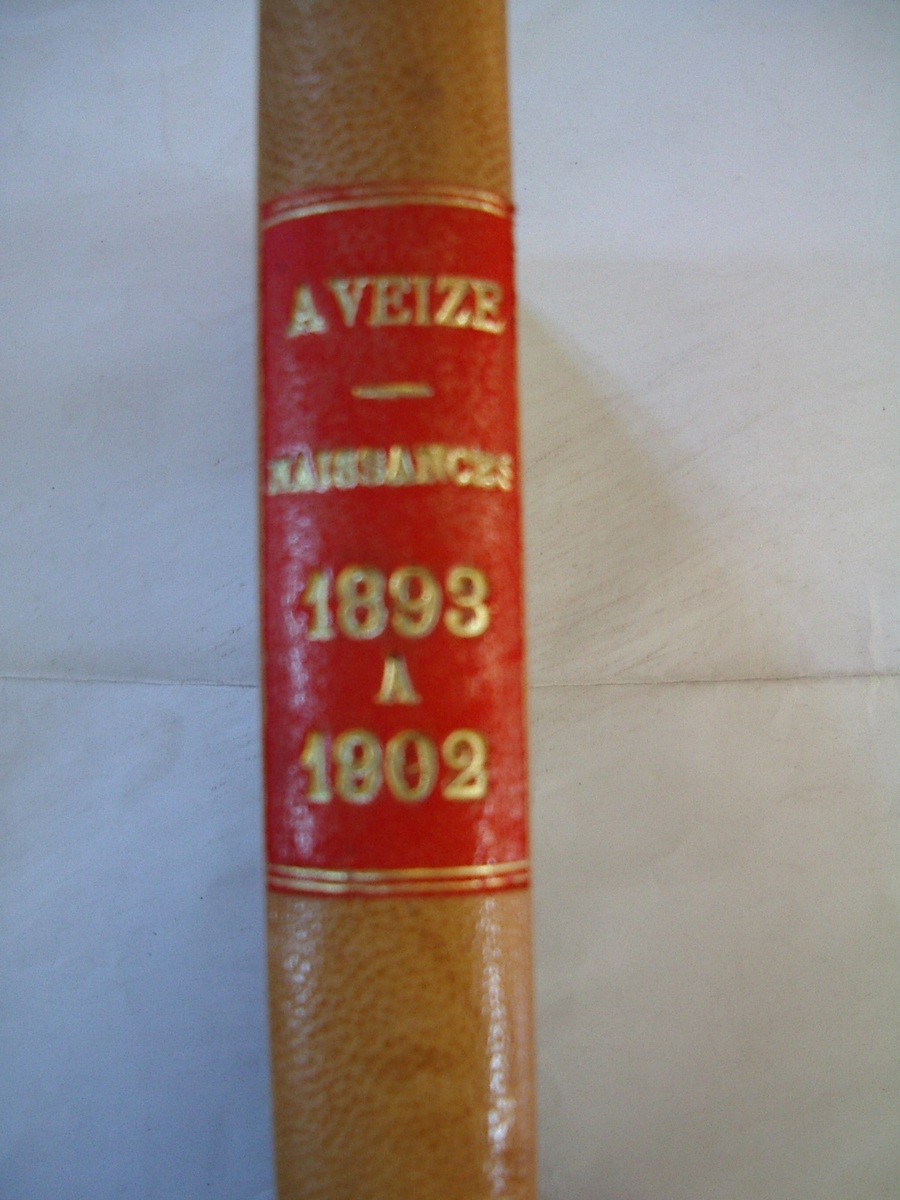 AVEIZE
—
NAISSANCES
1893
A
1902